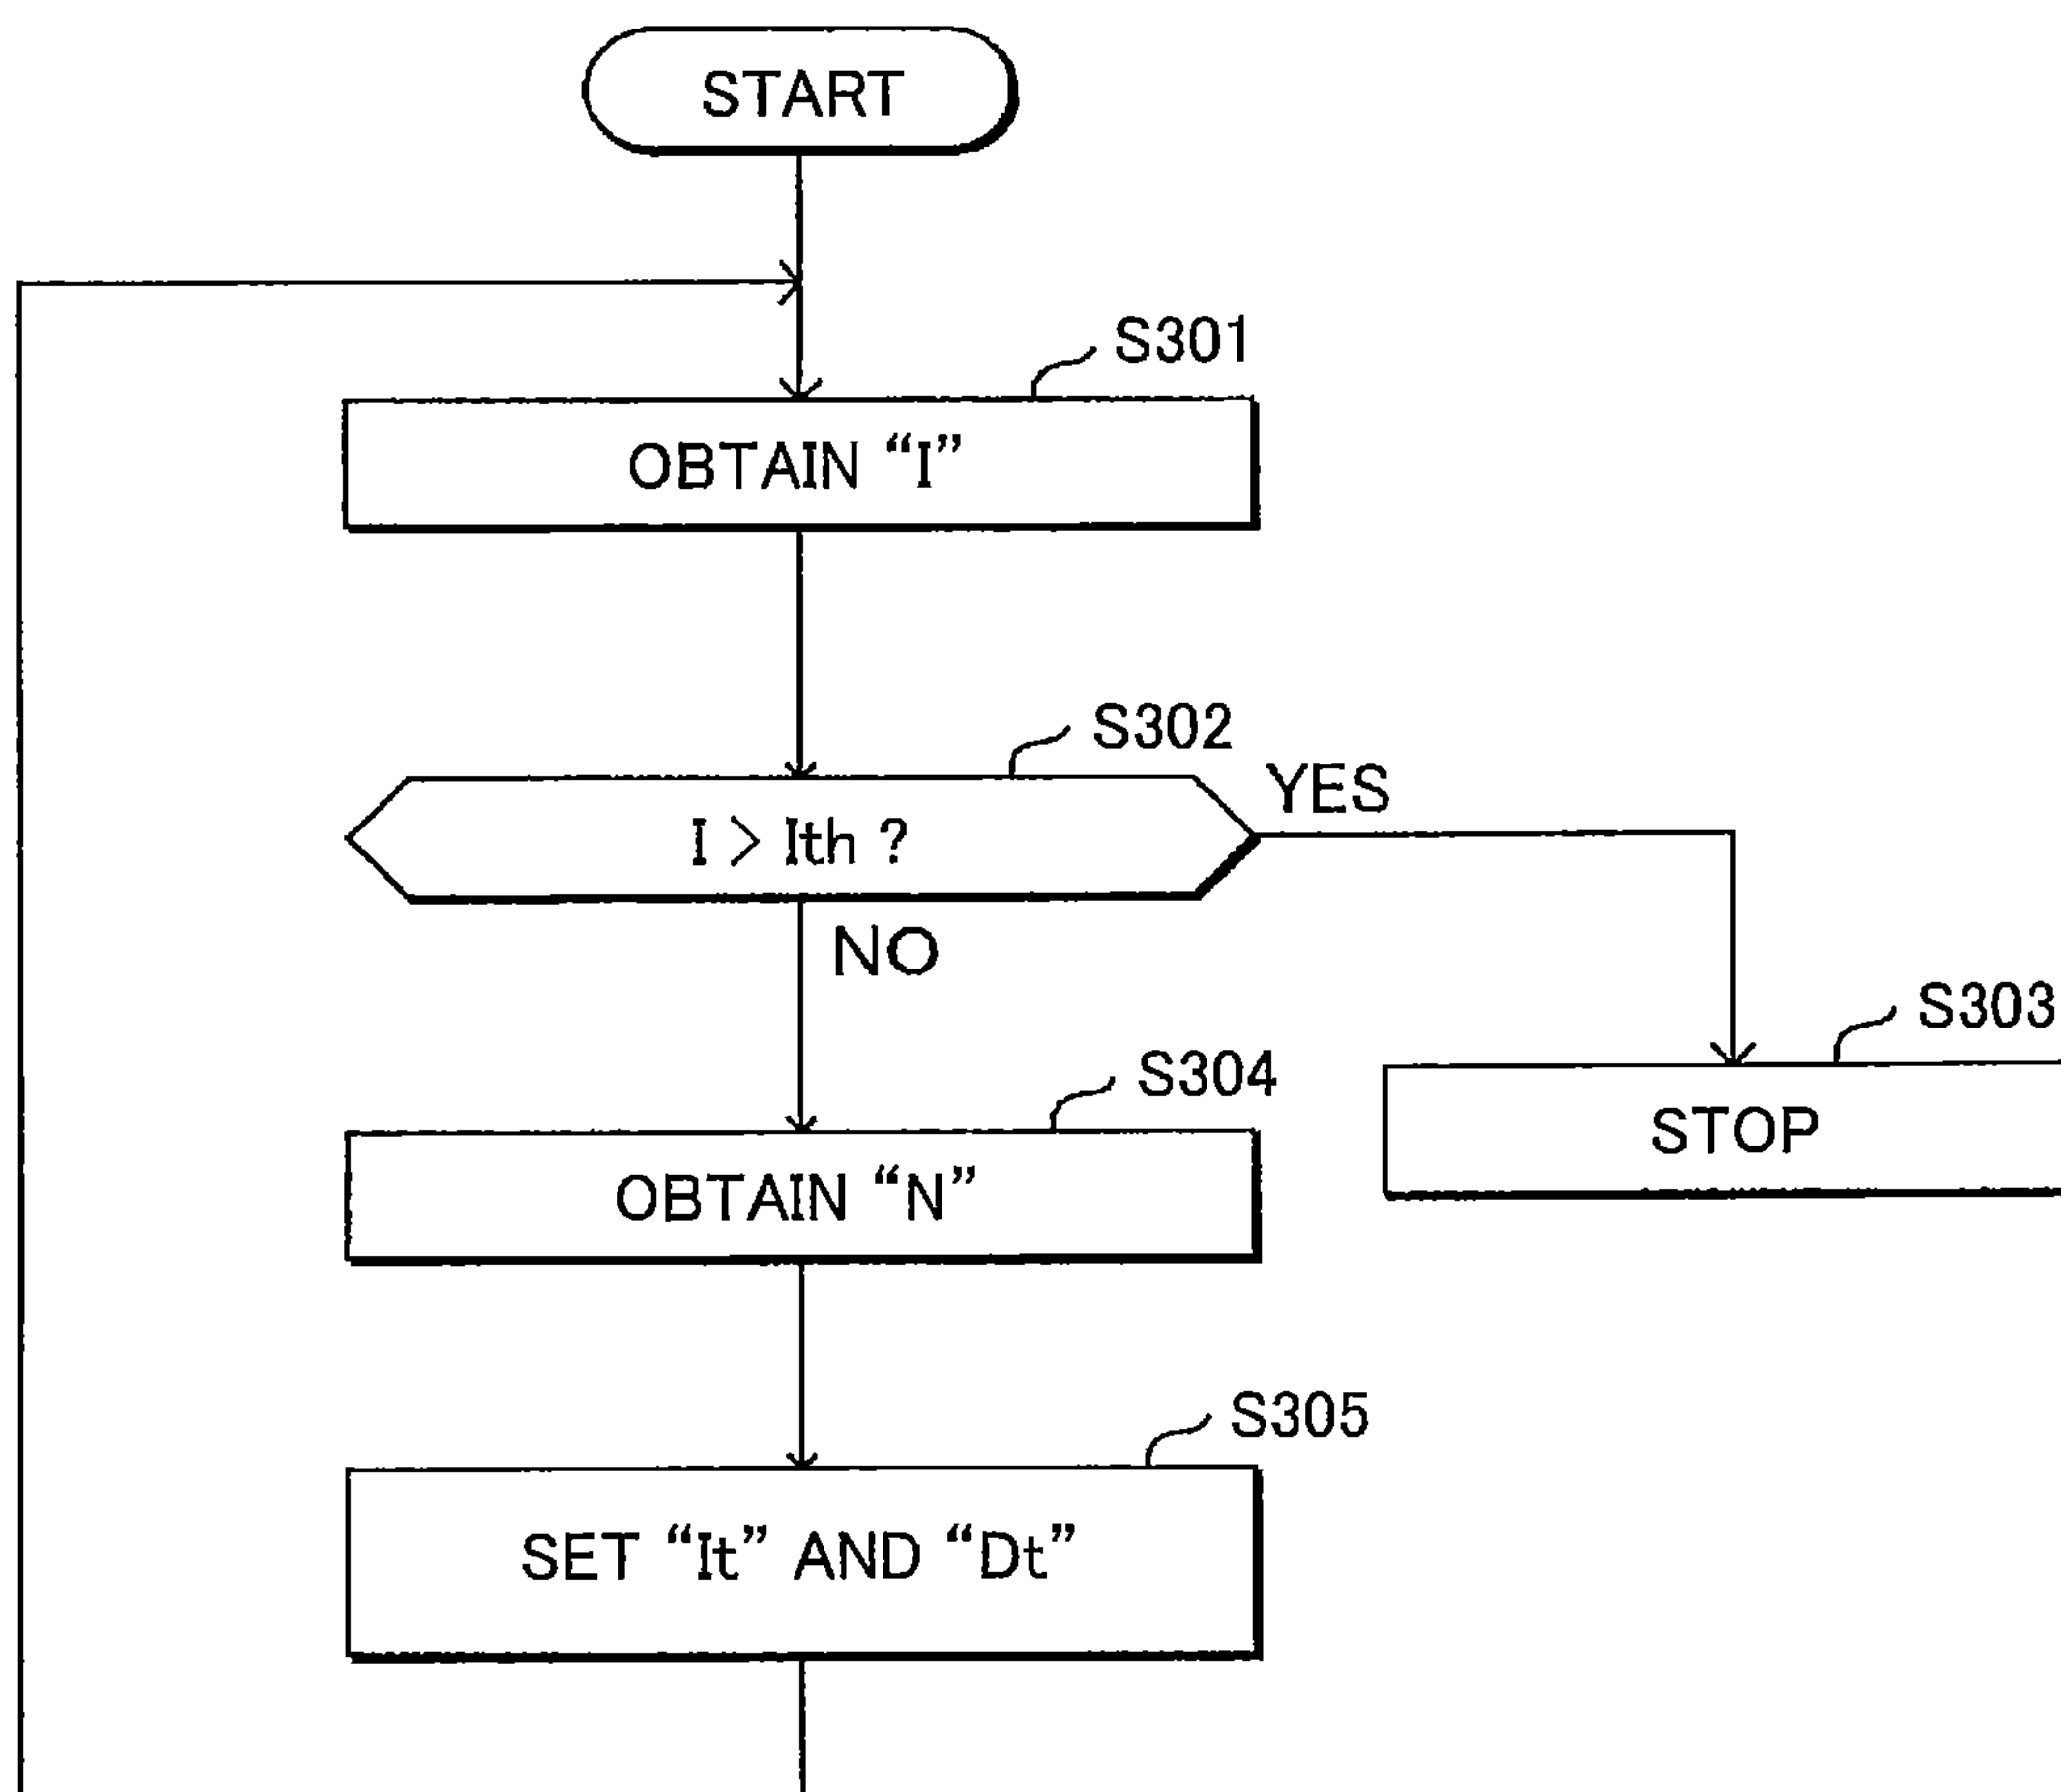 START
S301
OBTAIN “I”
S302
I > Ith ?
YES
NO
S303
STOP
S304
OBTAIN “N”
S305
SET “It” AND “Dt”